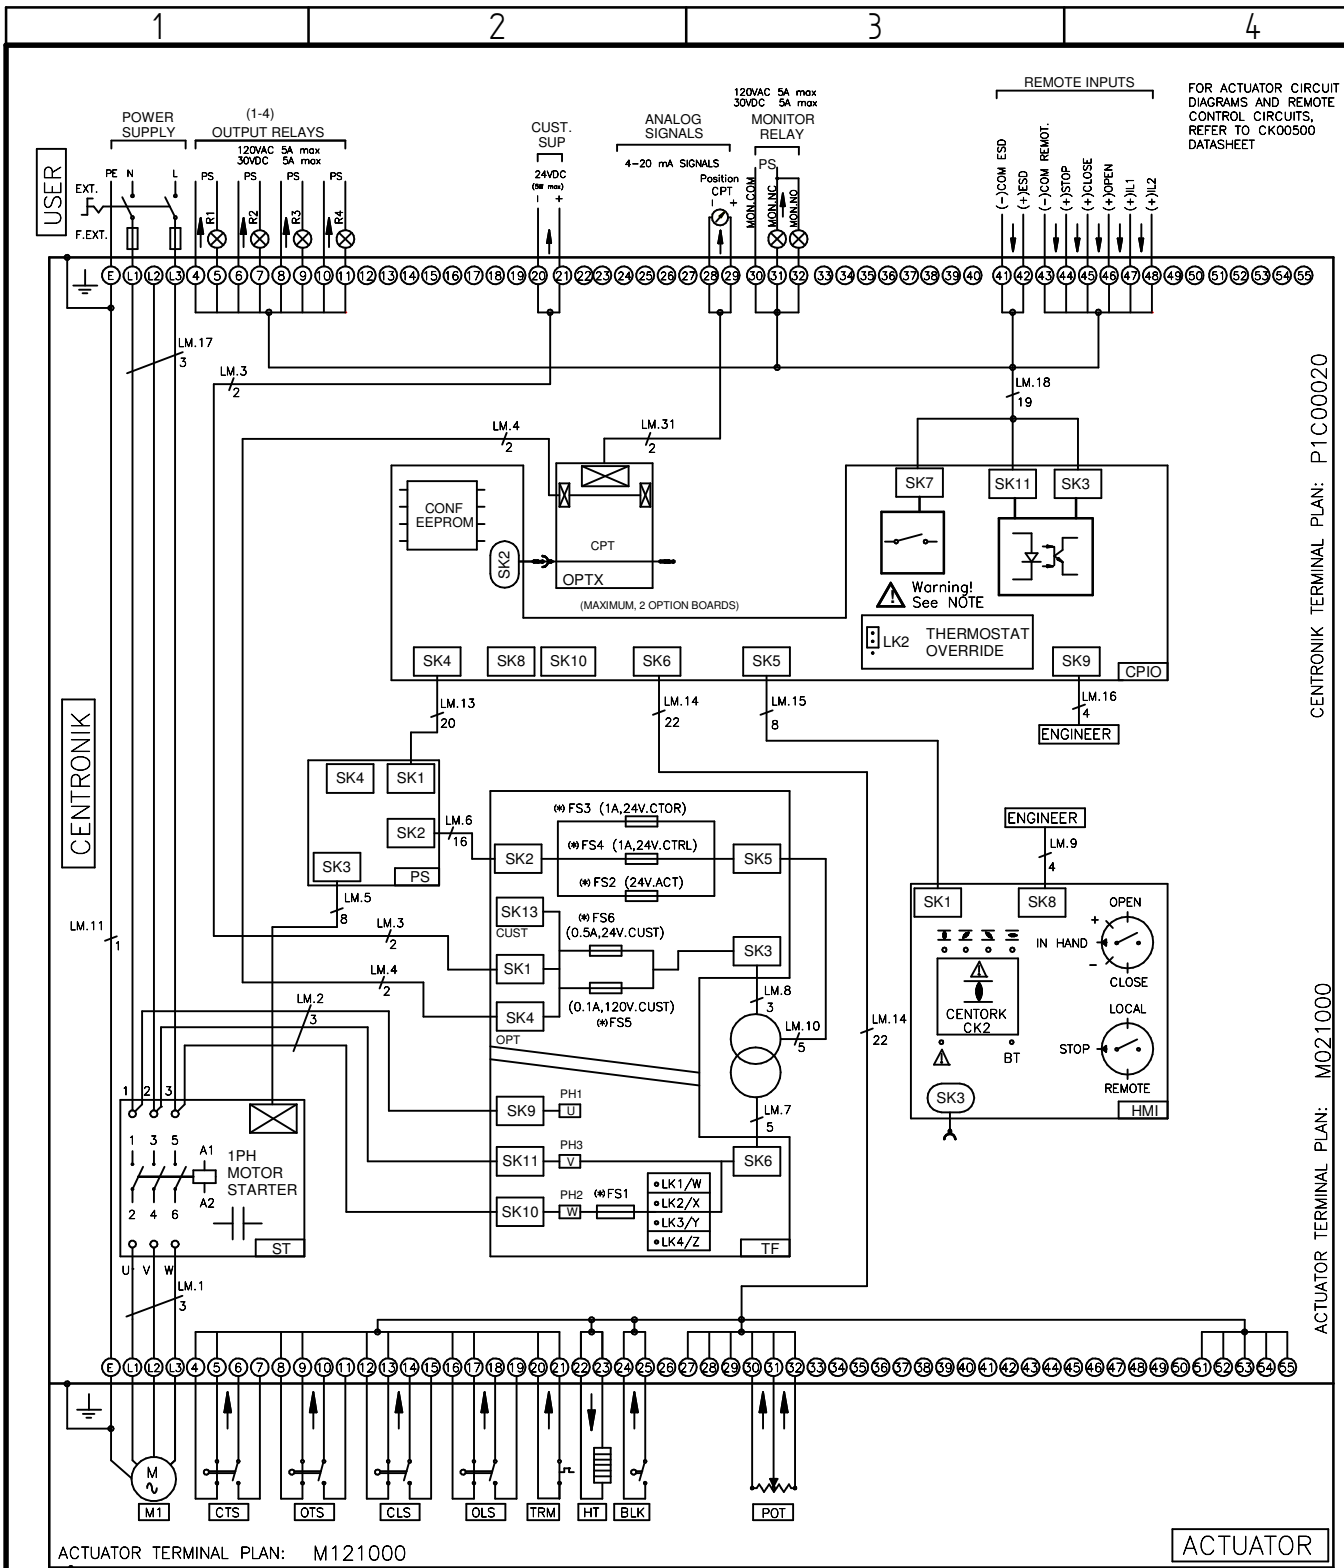 1 2 3 4
POWER
SUPPLY
(1-4)
OUTPUT RELAYS
120VAC 5A max
30VDC 5A max
CUST.
SUP
24VDC
(5W max)
- +
ANALOG
SIGNALS
4-20 mA SIGNALS
Position
CPT
- +
120VAC 5A max
30VDC 5A max
MONITOR
RELAY
PS
MON.COM
MON.NC
MON.NO
REMOTE INPUTS
(-)COM ESD
(+)ESD
(-)COM REMOT.
(+)STOP
(+)CLOSE
(+)OPEN
(+)IL1
(+)IL2
FOR ACTUATOR CIRCUIT
DIAGRAMS AND REMOTE
CONTROL CIRCUITS,
REFER TO CK00500
DATASHEET
USER
EXT.
F.EXT.
PE N L
PS PS PS PS
R1 R2 R3 R4
E L1 L2 L3 4 5 6 7 8 9 10 11 12 13 14 15 16 17 18 19 20 21 22 23 24 25 26 27 28 29 30 31 32 33 34 35 36 37 38 39 40 41 42 43 44 45 46 47 48 49 50 51 52 53 54 55
LM.17
3
LM.3
2
LM.4
2
LM.31
2
LM.18
19
CENTRONIK TERMINAL PLAN: P1C00020
CONF
EEPROM
SK2
CPT
OPTX
(MAXIMUM, 2 OPTION BOARDS)
SK7 SK11 SK3
Warning!
See NOTE
LK2 THERMOSTAT
OVERRIDE
SK4 SK8 SK10 SK6 SK5 SK9
CPIO
LM.13
20
LM.14
22
LM.15
8
LM.16
4
ENGINEER
CENTRONIK
SK4 SK1
SK2
SK3
PS
LM.6
16
LM.5
8
(*)FS3 (1A,24V.CTOR)
(*)FS4 (1A,24V.CTRL)
(*)FS2 (24V.ACT)
SK2 SK5
SK13
CUST
(*)FS6
(0.5A,24V.CUST)
SK1 SK3
SK4
OPT
(0.1A,120V.CUST)
(*)FS5
LM.3
2
LM.4
2
LM.2
3
LM.8
3
LM.10
5
LM.7
5
LM.14
22
LM.11
1
SK9 PH1
U
SK11 PH3
V
SK6
SK10 PH2
W
(*)FS1
LK1/W
LK2/X
LK3/Y
LK4/Z
TF
ENGINEER
LM.9
4
SK1 SK8
OPEN
+
IN HAND
-
CLOSE
CENTORK
CK2
BT
LOCAL
STOP
REMOTE
SK3
HMI
1 2 3
1 3 5
A1
A2
2 4 6
1PH
MOTOR
STARTER
ST
U V W
LM.1
3
ACTUATOR TERMINAL PLAN: M021000
E L1 L2 L3 4 5 6 7 8 9 10 11 12 13 14 15 16 17 18 19 20 21 22 23 24 25 26 27 28 29 30 31 32 33 34 35 36 37 38 39 40 41 42 43 44 45 46 47 48 49 50 51 52 53 54 55
M
M1 CTS OTS CLS OLS TRM HT BLK POT
ACTUATOR TERMINAL PLAN: M121000
ACTUATOR